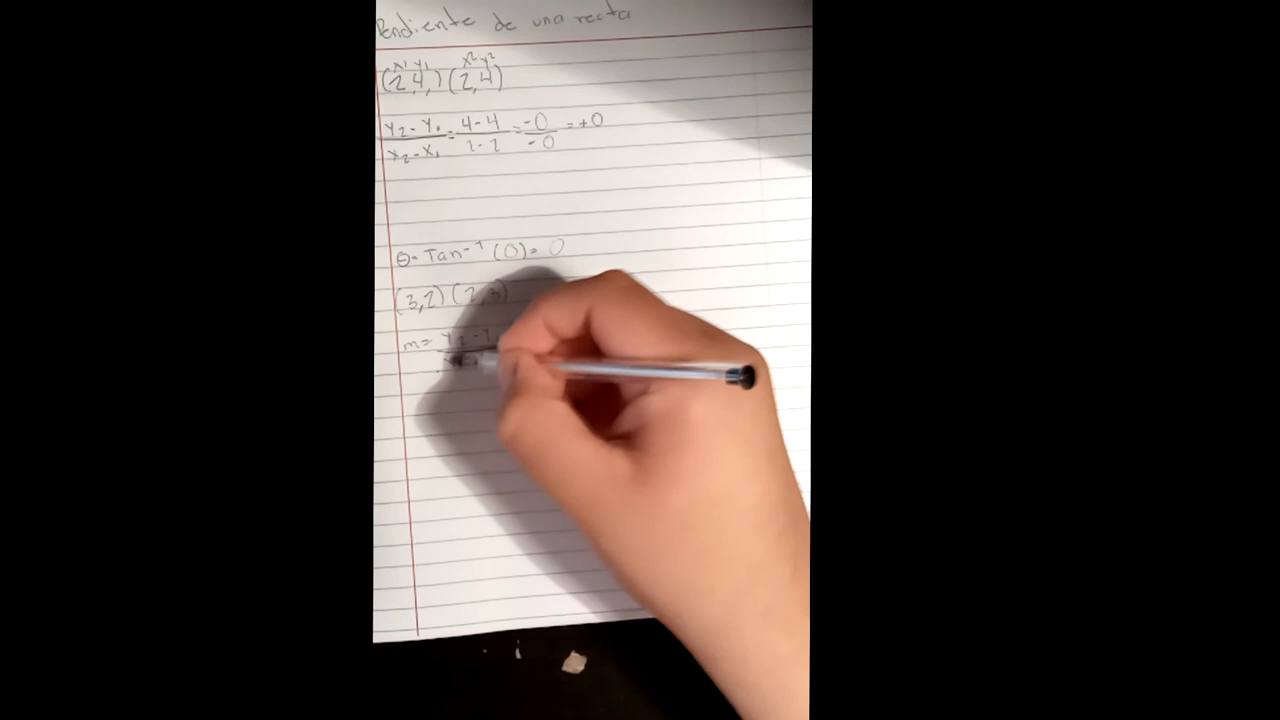 Pendiente de una recta
x1 y1 x2 y2
(2,4,) (2,4)
y2 - y1 / x2 - x1 = 4-4 / 2-2 = -0 / -0 = +0
θ= Tan-1 (0)= 0
(3,2) (2,3)
m= y2 - y